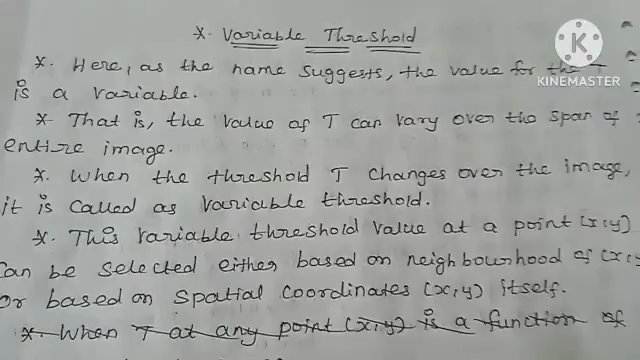 * Variable Threshold
* Here, as the name suggests, the value for the T
is a variable.
* That is, the value of T can vary over the span of
entire image.
* When the threshold T changes over the image,
it is called as variable threshold.
* This variable threshold value at a point (x,y)
can be selected either based on neighbourhood of (x,y
or based on spatial coordinates (x,y) itself.
* When T at any point (x,y) is a function of
K
KINEMASTER